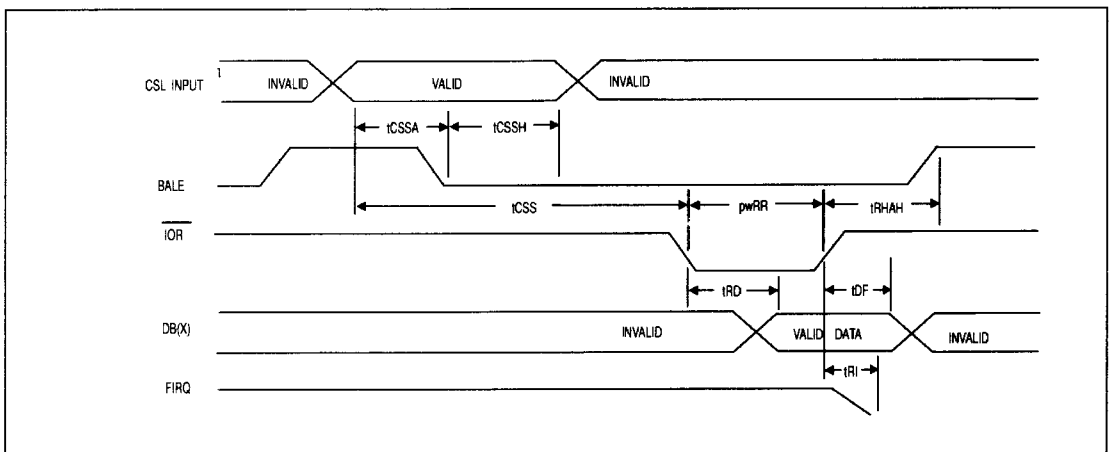 CSL INPUT 1 INVALID VALID INVALID
tCSSA tCSSH
BALE
tCSS pwRR tRHAH
IOR
tRD tDF
DB(X) INVALID VALID DATA INVALID
tRI
FIRQ